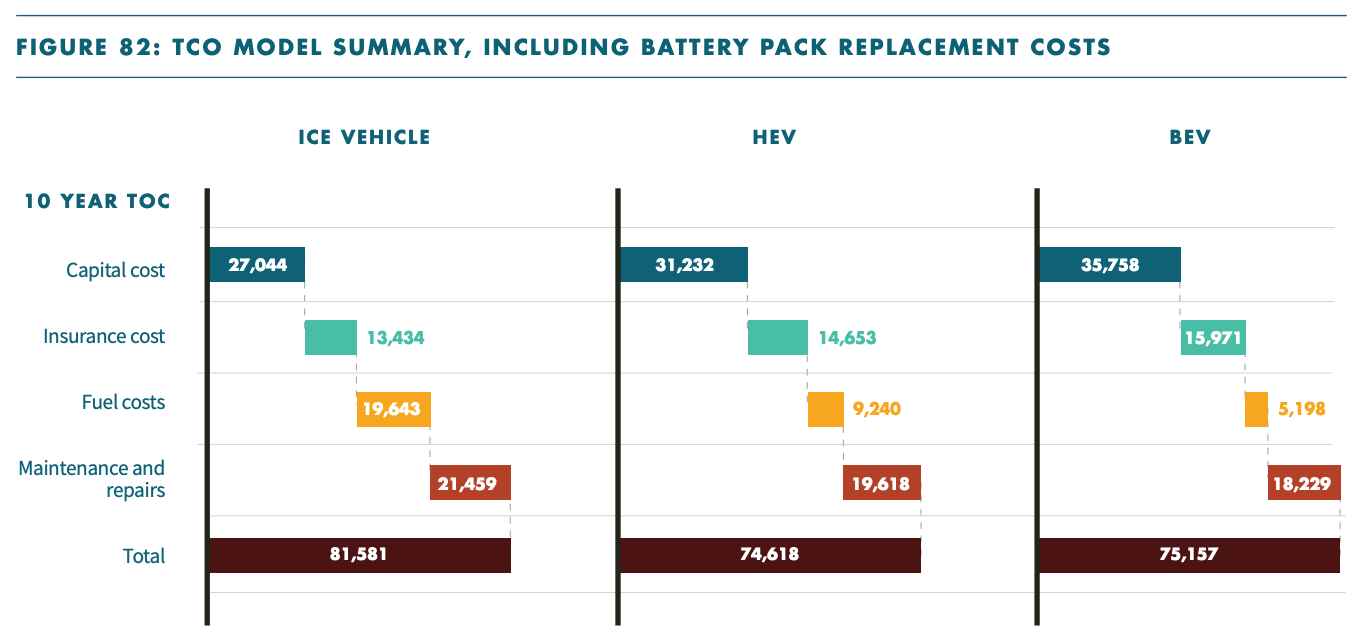 FIGURE 82: TCO MODEL SUMMARY, INCLUDING BATTERY PACK REPLACEMENT COSTS
ICE VEHICLE
HEV
BEV
10 YEAR TOC
Capital cost
27,044
31,232
35,758
Insurance cost
13,434
14,653
15,971
Fuel costs
19,643
9,240
5,198
Maintenance and
repairs
21,459
19,618
18,229
Total
81,581
74,618
75,157